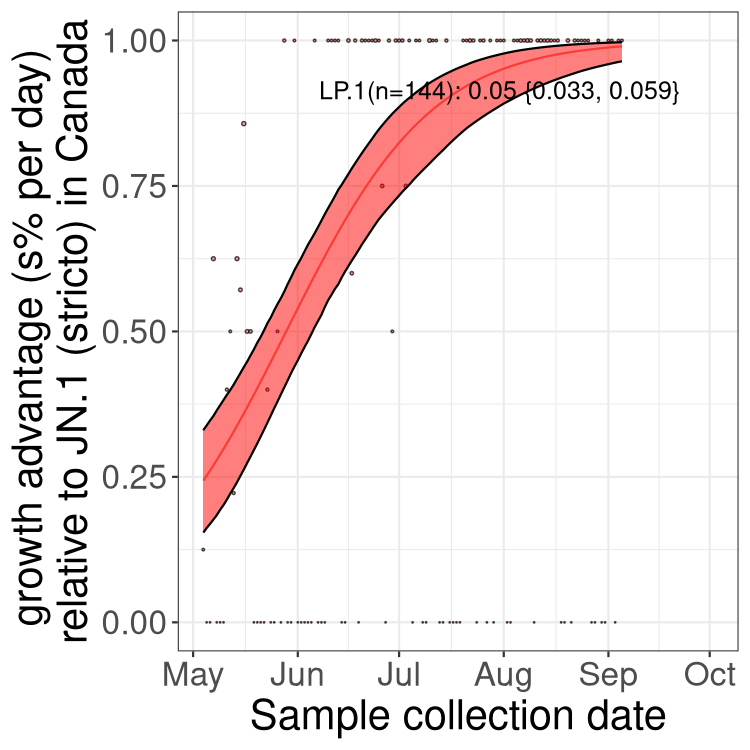 growth advantage (s% per day)
relative to JN.1 (stricto) in Canada
1.00
0.75
0.50
0.25
0.00
LP.1(n=144): 0.05 {0.033, 0.059}
May Jun Jul Aug Sep Oct
Sample collection date